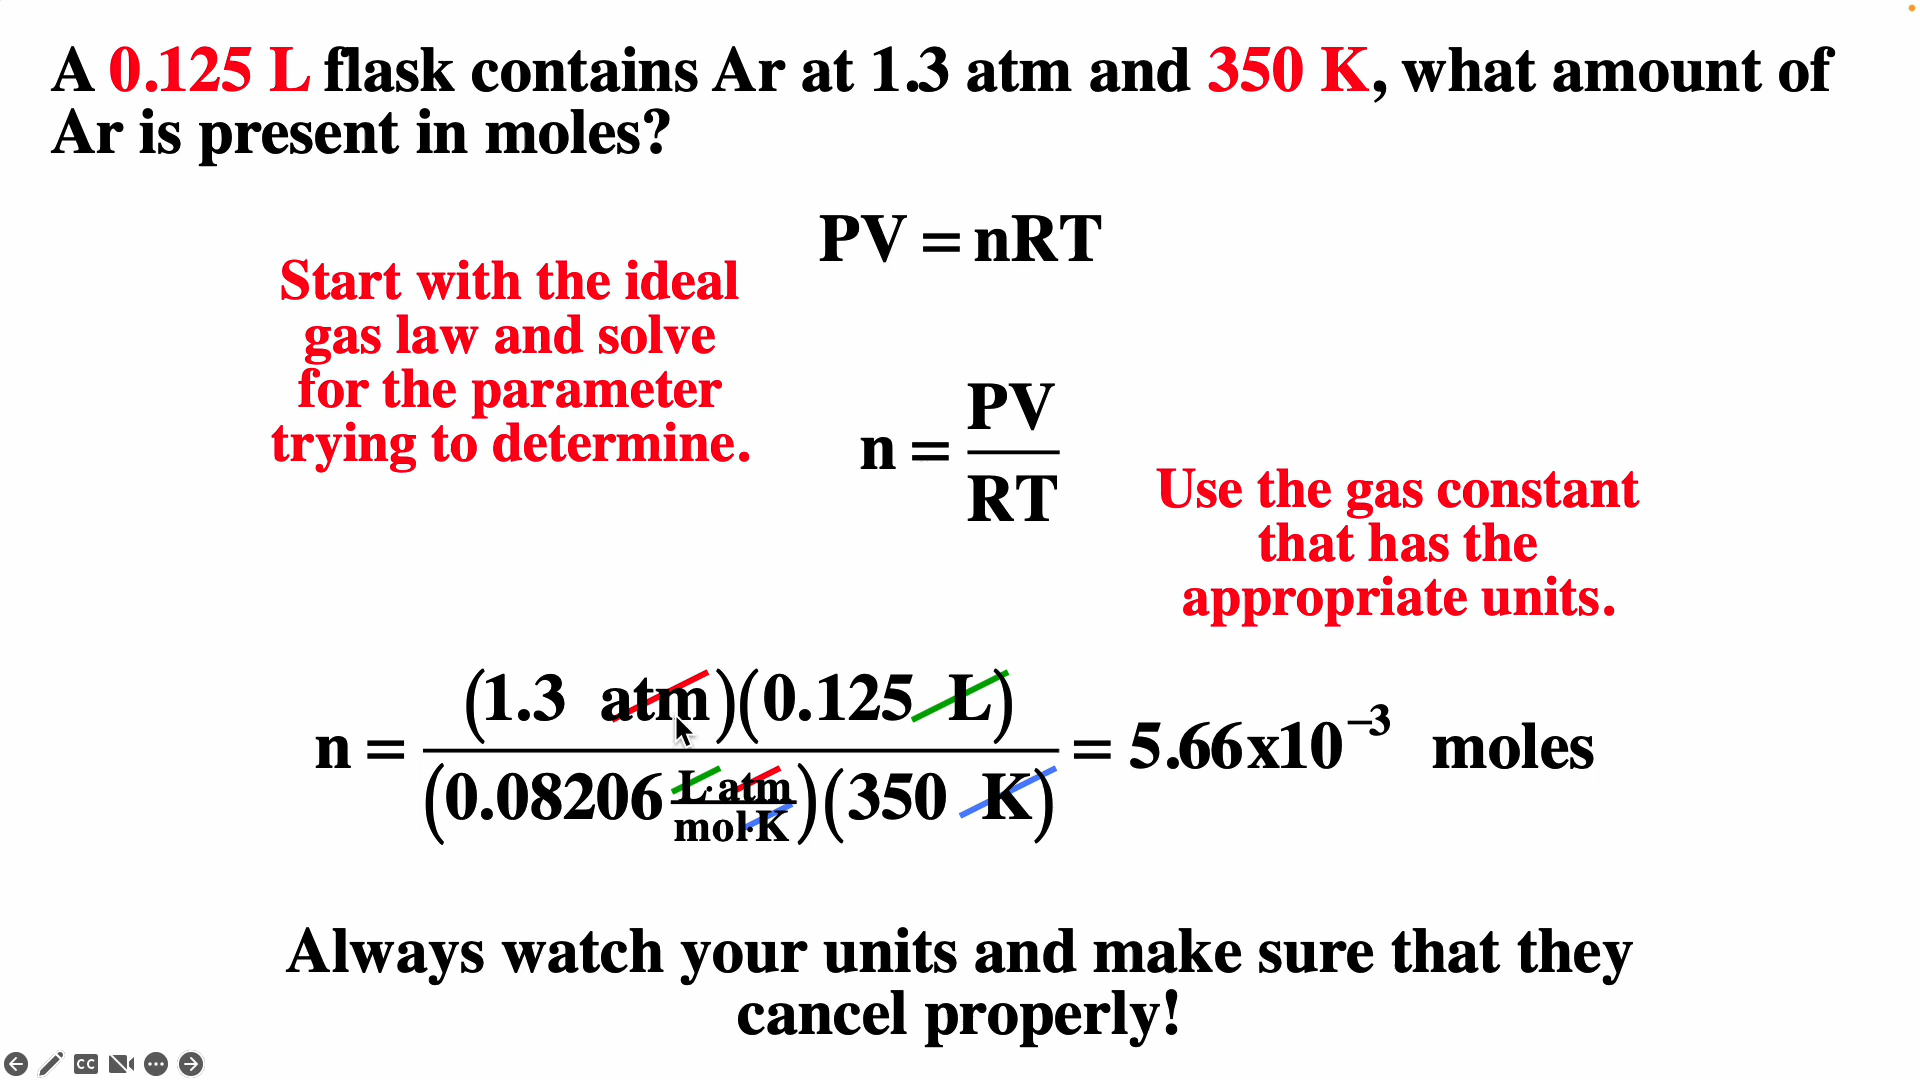 A 0.125 L flask contains Ar at 1.3 atm and 350 K, what amount of
Ar is present in moles?
PV = nRT
Start with the ideal
gas law and solve
for the parameter
trying to determine.
n = PV / RT
Use the gas constant
that has the
appropriate units.
n = (1.3 atm)(0.125 L) / (0.08206 L·atm / mol·K)(350 K) = 5.66x10⁻³ moles
Always watch your units and make sure that they
cancel properly!
CC